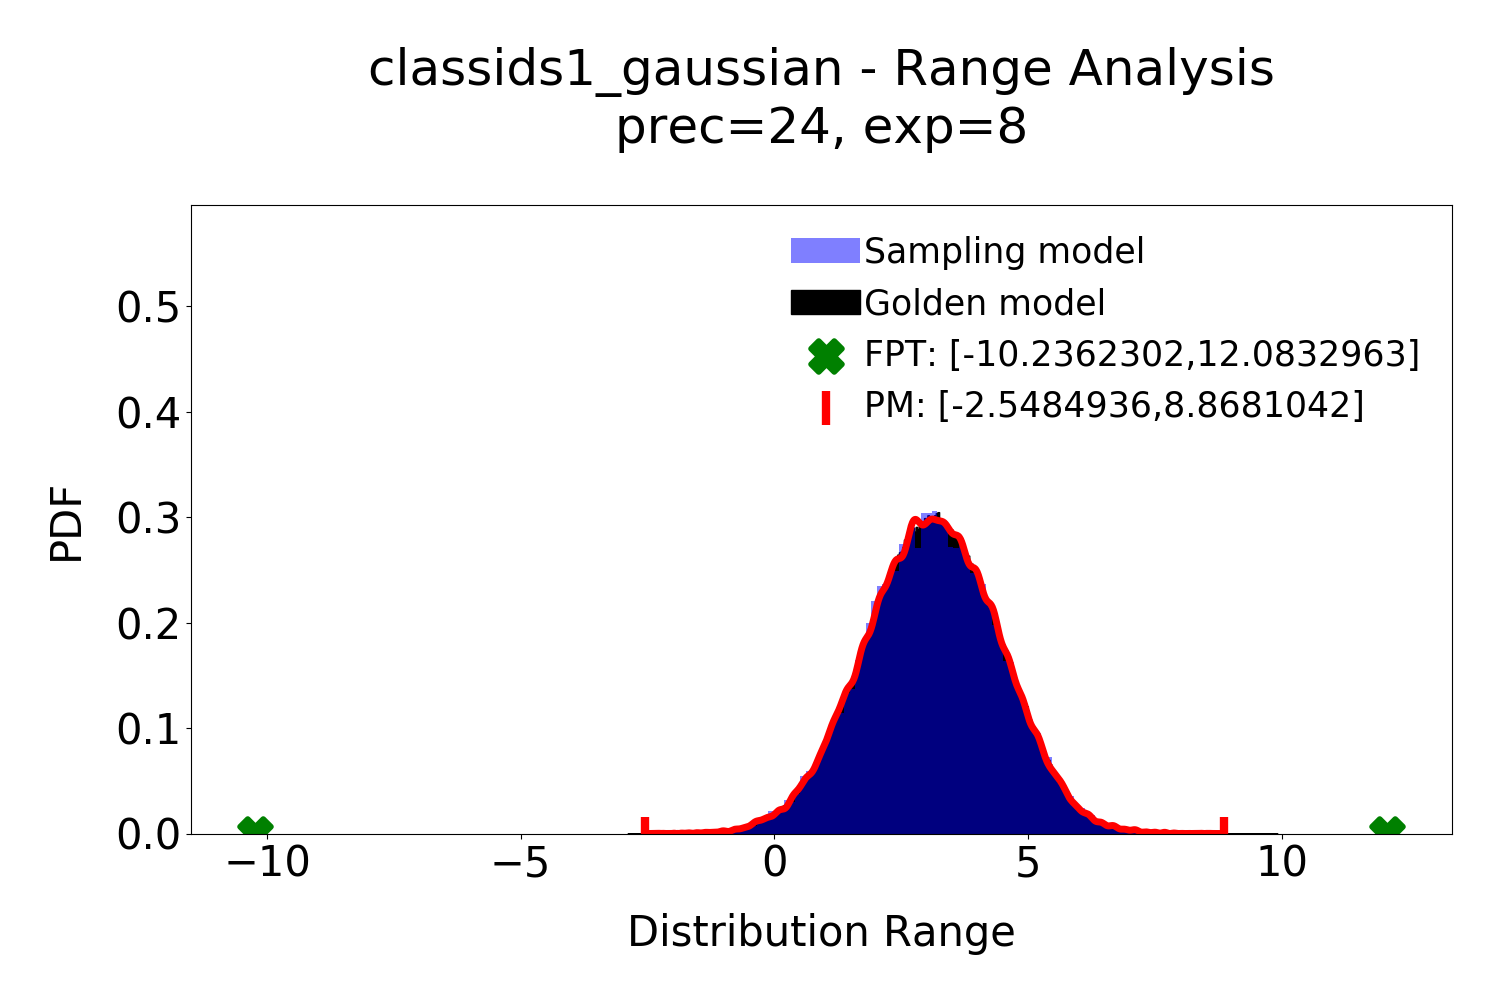 classids1_gaussian - Range Analysis
prec=24, exp=8
Sampling model
Golden model
FPT: [-10.2362302,12.0832963]
PM: [-2.5484936,8.8681042]
PDF
0.5
0.4
0.3
0.2
0.1
0.0
−10 −5 0 5 10
Distribution Range